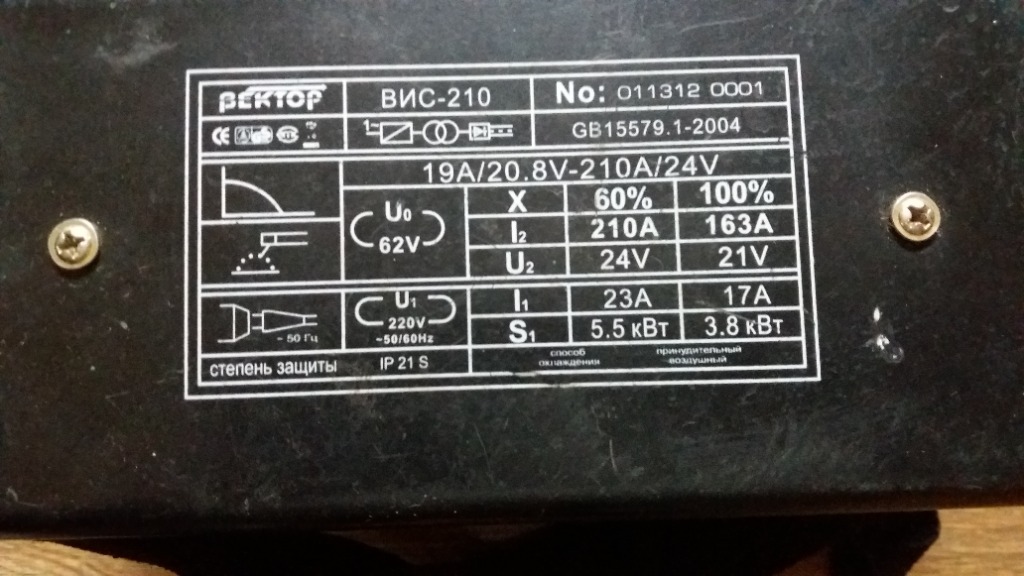 ВЕКТОР
ВИС-210
No: 011312 0001
CE
GB15579.1-2004
19A/20.8V-210A/24V
X 60% 100%
U₀
62V
I₂ 210A 163A
U₂ 24V 21V
~ 50 Гц
U₁
220V
~50/60Hz
I₁ 23A 17A
S₁ 5.5 кВт 3.8 кВт
степень защиты
IP 21 S
способ охлаждения
принудительный воздушный